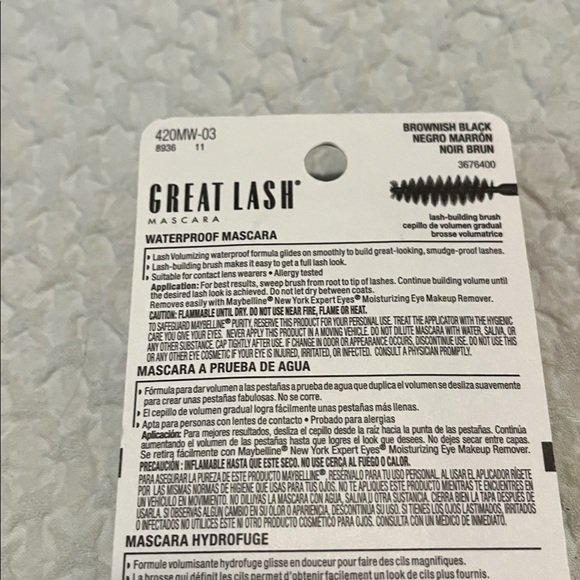 420MW-03
8936 11
BROWNISH BLACK
NEGRO MARRÓN
NOIR BRUN
3676400
GREAT LASH®
MASCARA
lash-building brush
cepillo de volumen gradual
brosse volumatrice
WATERPROOF MASCARA
• Lash Volumizing waterproof formula glides on smoothly to build great-looking, smudge-proof lashes.
• Lash-building brush makes it easy to get a full lash look.
• Suitable for contact lens wearers • Allergy tested
Application: For best results, sweep brush from root to tip of lashes. Continue building volume until
the desired lash look is achieved. Do not let dry between coats.
Removes easily with Maybelline® New York Expert Eyes® Moisturizing Eye Makeup Remover.
CAUTION: FLAMMABLE UNTIL DRY. DO NOT USE NEAR FIRE, FLAME OR HEAT.
TO SAFEGUARD MAYBELLINE® PURITY, RESERVE THIS PRODUCT FOR YOUR PERSONAL USE. TREAT THE APPLICATOR WITH THE HYGIENIC
CARE YOU GIVE YOUR EYES. NEVER APPLY THIS PRODUCT IN A MOVING VEHICLE. DO NOT DILUTE MASCARA WITH WATER, SALIVA, OR
ANY OTHER SUBSTANCE. CAP TIGHTLY AFTER USE. IF CHANGE IN ODOR OR APPEARANCE OCCURS, DISCONTINUE USE. DO NOT USE THIS
OR ANY OTHER EYE COSMETIC IF YOUR EYE IS INJURED, IRRITATED, OR INFECTED. CONSULT A PHYSICIAN PROMPTLY.
MASCARA A PRUEBA DE AGUA
• Fórmula para dar volumen a las pestañas a prueba de agua que duplica el volumen se desliza suavemente
para crear unas pestañas fabulosas. No se corre.
• El cepillo de volumen gradual logra fácilmente unas pestañas más llenas.
• Apta para personas con lentes de contacto • Probado para alergias
Aplicación: Para mejores resultados, desliza el cepillo desde la raíz hacia la punta de las pestañas. Continúa
aumentando el volumen de las pestañas hasta que logres el look que desees. No dejes secar entre capas.
Se retira fácilmente con Maybelline® New York Expert Eyes® Moisturizing Eye Makeup Remover.
PRECAUCIÓN: INFLAMABLE HASTA QUE ESTE SECO. NO USE CERCA AL FUEGO O CALOR.
PARA ASEGURAR LA PUREZA DE ESTE PRODUCTO MAYBELLINE®, RESÉRVALO PARA TU USO PERSONAL. AL USAR EL APLICADOR RÍGETE
POR LAS MISMAS NORMAS DE HIGIENE QUE USAS PARA TUS OJOS. NO TE APLIQUES ESTE PRODUCTO MIENTRAS TE ENCUENTRES EN
UN VEHÍCULO EN MOVIMIENTO. NO DILUYAS LA MASCARA CON AGUA, SALIVA U OTRA SUSTANCIA. CIERRA BIEN LA TAPA DESPUÉS DE
USARLA. SI OBSERVAS ALGÚN CAMBIO EN SU OLOR O APARIENCIA, DESCONTINÚA SU USO. SI TIENES LOS OJOS LASTIMADOS, IRRITADOS
O INFECTADOS NO UTILICES ESTE NI OTRO PRODUCTO COSMÉTICO PARA OJOS. CONSULTA CON UN MÉDICO DE INMEDIATO.
MASCARA HYDROFUGE
• Formule volumisante hydrofuge glisse en douceur pour faire des cils magnifiques.
• La brosse qui définit les cils permet d'obtenir facilement un look de cils plus fournis.